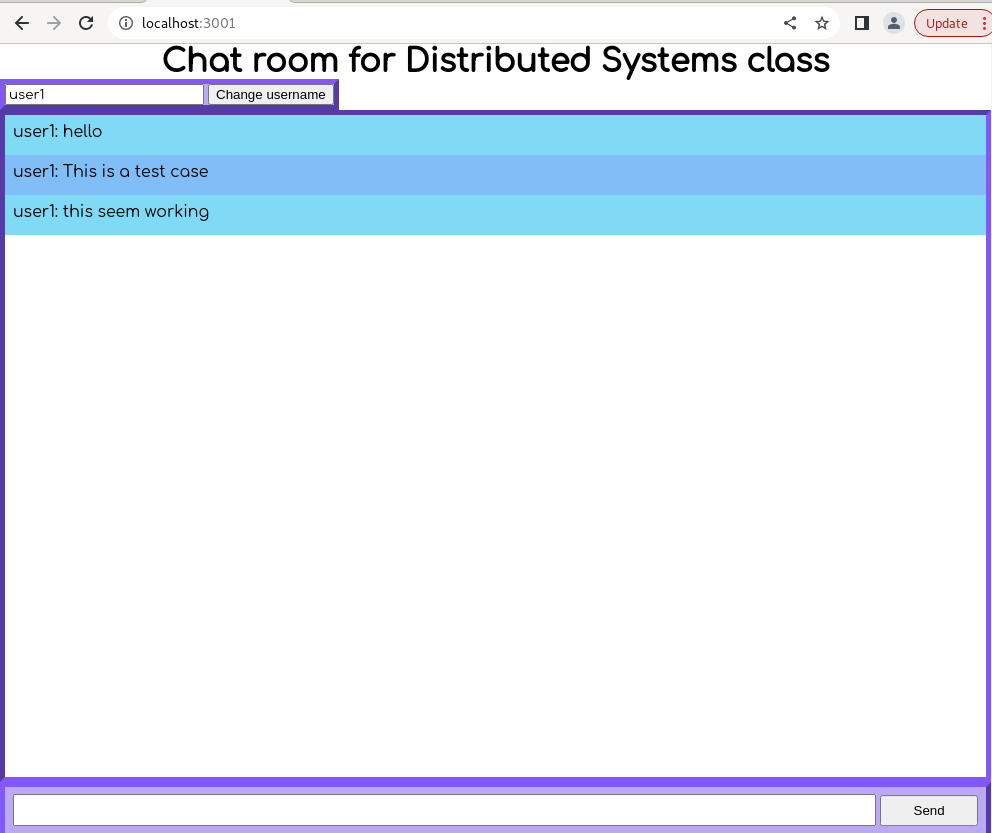 localhost:3001
Update
Chat room for Distributed Systems class
user1 Change username
user1: hello
user1: This is a test case
user1: this seem working
Send